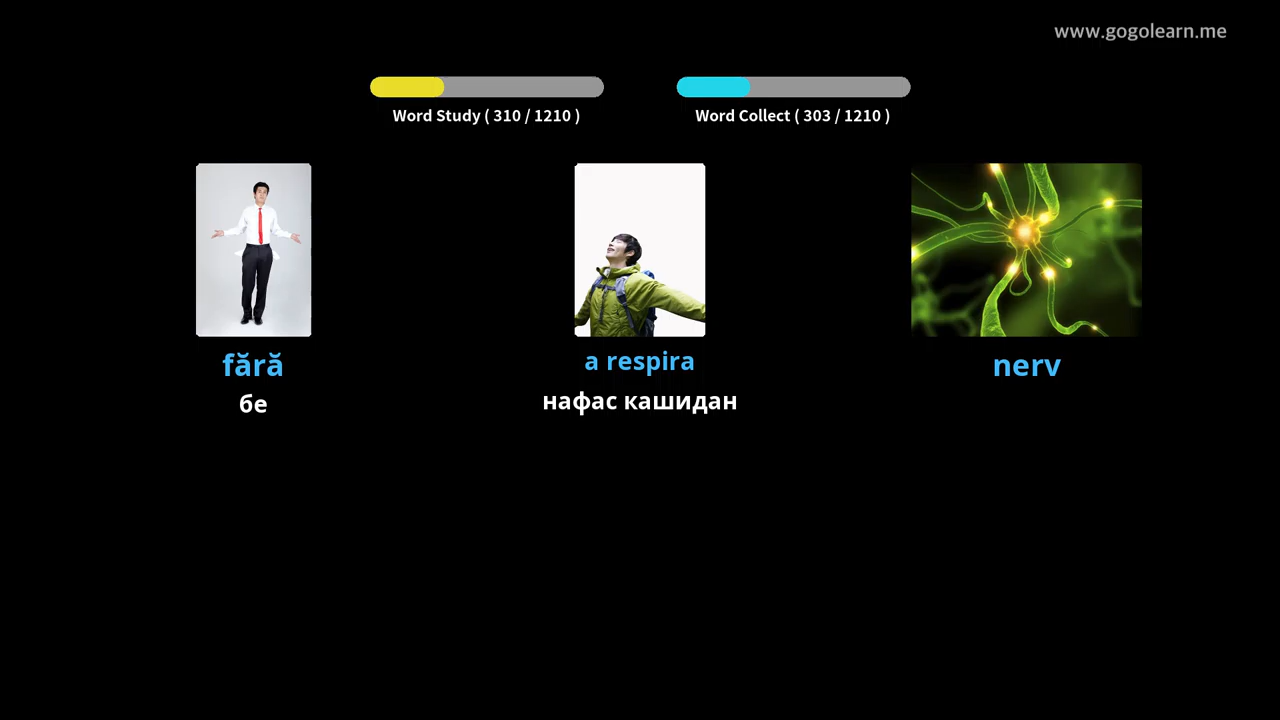 www.gogolearn.me
Word Study ( 310 / 1210 )
Word Collect ( 303 / 1210 )
fără
a respira
nerv
бе
нафас кашидан